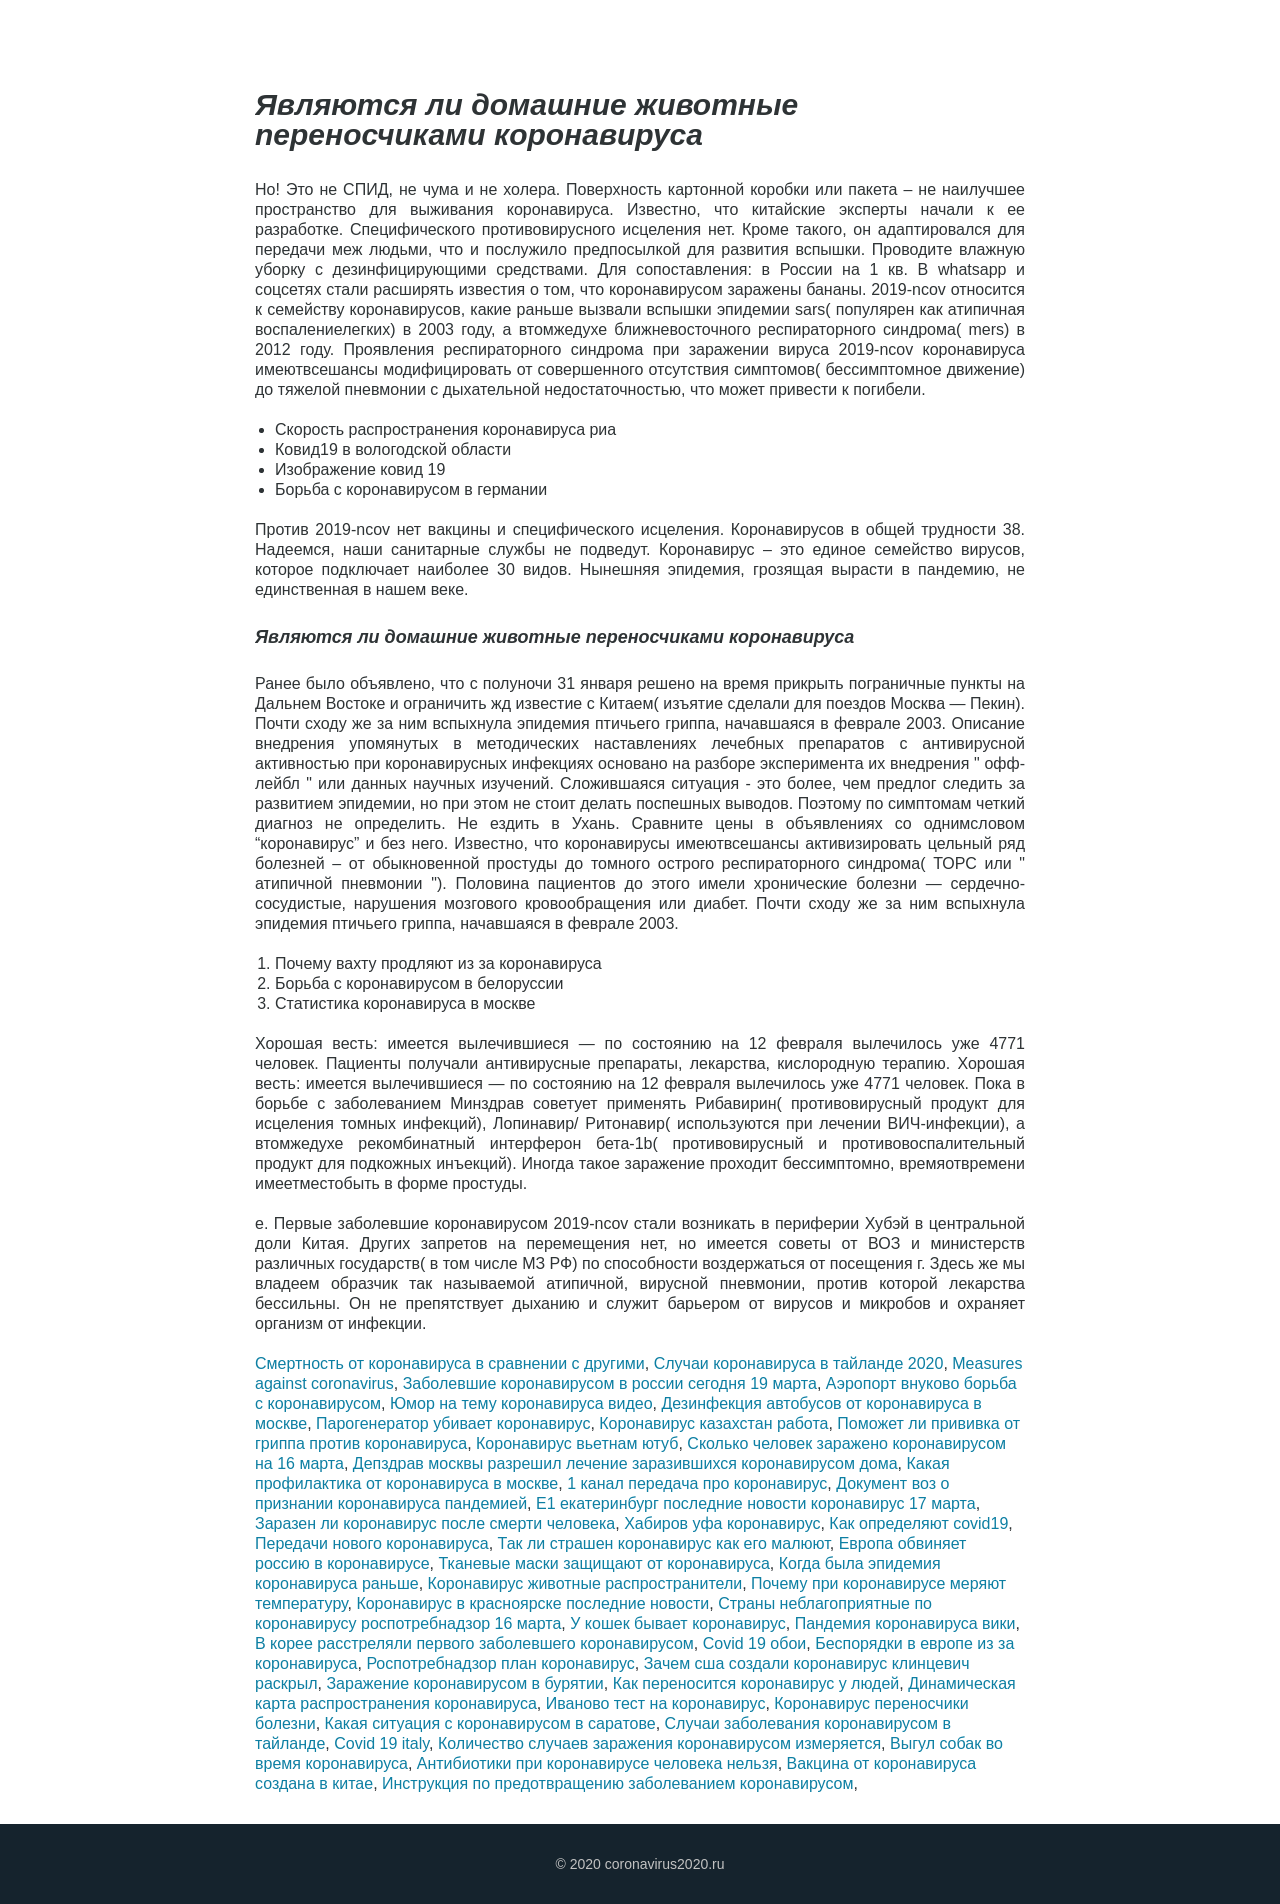 Являются ли домашние животные
переносчиками коронавируса
Но! Это не СПИД, не чума и не холера. Поверхность картонной коробки или пакета – не наилучшее
пространство для выживания коронавируса. Известно, что китайские эксперты начали к ее
разработке. Специфического противовирусного исцеления нет. Кроме такого, он адаптировался для
передачи меж людьми, что и послужило предпосылкой для развития вспышки. Проводите влажную
уборку с дезинфицирующими средствами. Для сопоставления: в России на 1 кв. В whatsapp и
соцсетях стали расширять известия о том, что коронавирусом заражены бананы. 2019-ncov относится
к семейству коронавирусов, какие раньше вызвали вспышки эпидемии sars( популярен как атипичная
воспалениелегких) в 2003 году, а втомжедухе ближневосточного респираторного синдрома( mers) в
2012 году. Проявления респираторного синдрома при заражении вируса 2019-ncov коронавируса
имеютвсешансы модифицировать от совершенного отсутствия симптомов( бессимптомное движение)
до тяжелой пневмонии с дыхательной недостаточностью, что может привести к погибели.
• Скорость распространения коронавируса риа
• Ковид19 в вологодской области
• Изображение ковид 19
• Борьба с коронавирусом в германии
Против 2019-ncov нет вакцины и специфического исцеления. Коронавирусов в общей трудности 38.
Надеемся, наши санитарные службы не подведут. Коронавирус – это единое семейство вирусов,
которое подключает наиболее 30 видов. Нынешняя эпидемия, грозящая вырасти в пандемию, не
единственная в нашем веке.
Являются ли домашние животные переносчиками коронавируса
Ранее было объявлено, что с полуночи 31 января решено на время прикрыть пограничные пункты на
Дальнем Востоке и ограничить жд известие с Китаем( изъятие сделали для поездов Москва — Пекин).
Почти сходу же за ним вспыхнула эпидемия птичьего гриппа, начавшаяся в феврале 2003. Описание
внедрения упомянутых в методических наставлениях лечебных препаратов с антивирусной
активностью при коронавирусных инфекциях основано на разборе эксперимента их внедрения " офф-
лейбл " или данных научных изучений. Сложившаяся ситуация - это более, чем предлог следить за
развитием эпидемии, но при этом не стоит делать поспешных выводов. Поэтому по симптомам четкий
диагноз не определить. Не ездить в Ухань. Сравните цены в объявлениях со однимсловом
“коронавирус” и без него. Известно, что коронавирусы имеютвсешансы активизировать цельный ряд
болезней – от обыкновенной простуды до томного острого респираторного синдрома( ТОРС или "
атипичной пневмонии "). Половина пациентов до этого имели хронические болезни — сердечно-
сосудистые, нарушения мозгового кровообращения или диабет. Почти сходу же за ним вспыхнула
эпидемия птичьего гриппа, начавшаяся в феврале 2003.
1. Почему вахту продляют из за коронавируса
2. Борьба с коронавирусом в белоруссии
3. Статистика коронавируса в москве
Хорошая весть: имеется вылечившиеся — по состоянию на 12 февраля вылечилось уже 4771
человек. Пациенты получали антивирусные препараты, лекарства, кислородную терапию. Хорошая
весть: имеется вылечившиеся — по состоянию на 12 февраля вылечилось уже 4771 человек. Пока в
борьбе с заболеванием Минздрав советует применять Рибавирин( противовирусный продукт для
исцеления томных инфекций), Лопинавир/ Ритонавир( используются при лечении ВИЧ-инфекции), а
втомжедухе рекомбинатный интерферон бета-1b( противовирусный и противовоспалительный
продукт для подкожных инъекций). Иногда такое заражение проходит бессимптомно, времяотвремени
имеетместобыть в форме простуды.
е. Первые заболевшие коронавирусом 2019-ncov стали возникать в периферии Хубэй в центральной
доли Китая. Других запретов на перемещения нет, но имеется советы от ВОЗ и министерств
различных государств( в том числе МЗ РФ) по способности воздержаться от посещения г. Здесь же мы
владеем образчик так называемой атипичной, вирусной пневмонии, против которой лекарства
бессильны. Он не препятствует дыханию и служит барьером от вирусов и микробов и охраняет
организм от инфекции.
Смертность от коронавируса в сравнении с другими, Случаи коронавируса в тайланде 2020, Measures
against coronavirus, Заболевшие коронавирусом в россии сегодня 19 марта, Аэропорт внуково борьба
с коронавирусом, Юмор на тему коронавируса видео, Дезинфекция автобусов от коронавируса в
москве, Парогенератор убивает коронавирус, Коронавирус казахстан работа, Поможет ли прививка от
гриппа против коронавируса, Коронавирус вьетнам ютуб, Сколько человек заражено коронавирусом
на 16 марта, Депздрав москвы разрешил лечение заразившихся коронавирусом дома, Какая
профилактика от коронавируса в москве, 1 канал передача про коронавирус, Документ воз о
признании коронавируса пандемией, Е1 екатеринбург последние новости коронавирус 17 марта,
Заразен ли коронавирус после смерти человека, Хабиров уфа коронавирус, Как определяют covid19,
Передачи нового коронавируса, Так ли страшен коронавирус как его малюют, Европа обвиняет
россию в коронавирусе, Тканевые маски защищают от коронавируса, Когда была эпидемия
коронавируса раньше, Коронавирус животные распространители, Почему при коронавирусе меряют
температуру, Коронавирус в красноярске последние новости, Страны неблагоприятные по
коронавирусу роспотребнадзор 16 марта, У кошек бывает коронавирус, Пандемия коронавируса вики,
В корее расстреляли первого заболевшего коронавирусом, Covid 19 обои, Беспорядки в европе из за
коронавируса, Роспотребнадзор план коронавирус, Зачем сша создали коронавирус клинцевич
раскрыл, Заражение коронавирусом в бурятии, Как переносится коронавирус у людей, Динамическая
карта распространения коронавируса, Иваново тест на коронавирус, Коронавирус переносчики
болезни, Какая ситуация с коронавирусом в саратове, Случаи заболевания коронавирусом в
тайланде, Covid 19 italy, Количество случаев заражения коронавирусом измеряется, Выгул собак во
время коронавируса, Антибиотики при коронавирусе человека нельзя, Вакцина от коронавируса
создана в китае, Инструкция по предотвращению заболеванием коронавирусом,
© 2020 coronavirus2020.ru